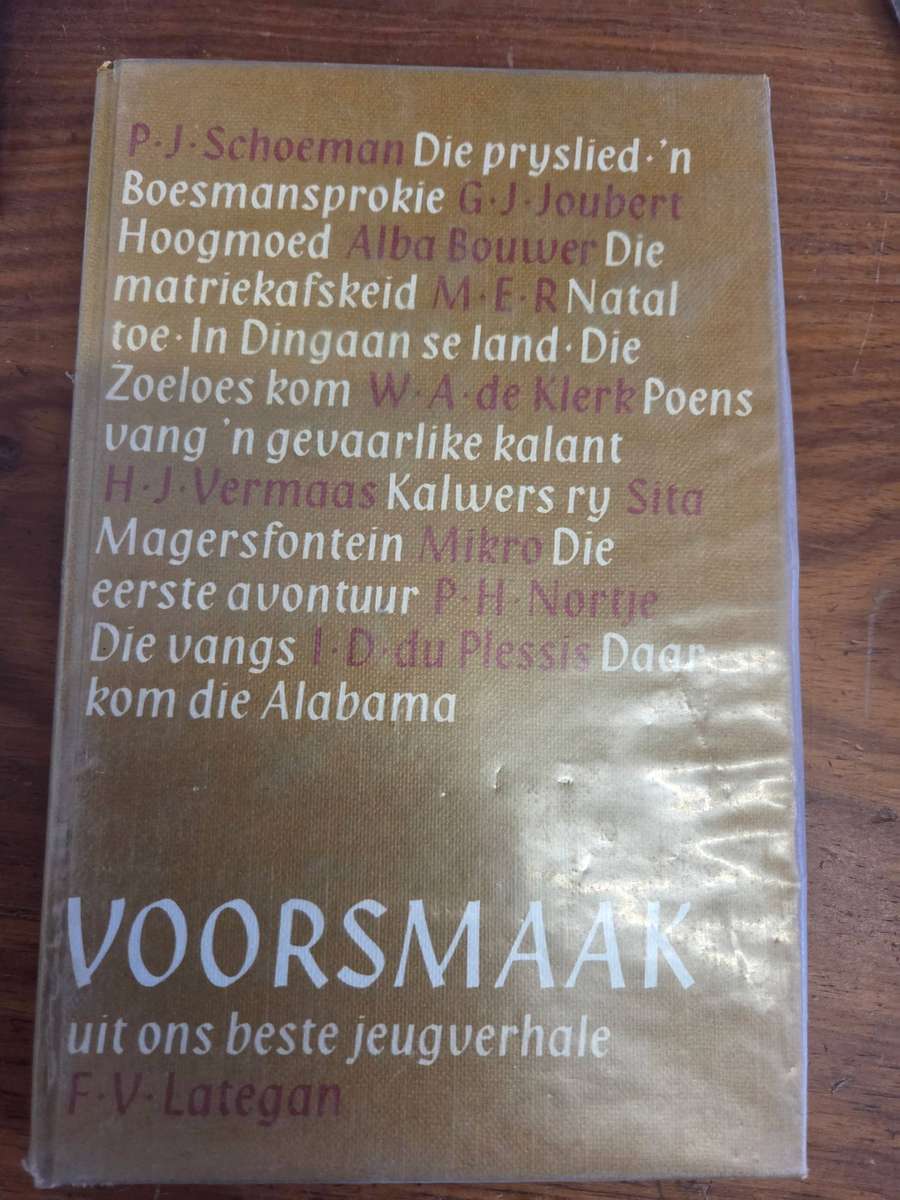 P·J·Schoeman Die pryslied·'n
Boesmansprokie G·J·Joubert
Hoogmoed Alba Bouwer Die
matriekafskeid M·E·R Natal
toe·In Dingaan se land·Die
Zoeloes kom W·A·de Klerk Poens
vang 'n gevaarlike kalant
H·J·Vermaas Kalwers ry Sita
Magersfontein Mikro Die
eerste avontuur P·H·Nortje
Die vangs I·D·du Plessis Daar
kom die Alabama
VOORSMAAK
uit ons beste jeugverhale
F·V·Lategan